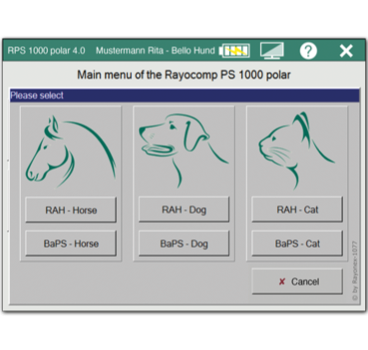 RPS 1000 polar 4.0 Mustermann Rita - Bello Hund ?
Main menu of the Rayocomp PS 1000 polar
Please select
RAH - Horse RAH - Dog RAH - Cat
BaPS - Horse BaPS - Dog BaPS - Cat
✗ Cancel
© by Rayonex-1077